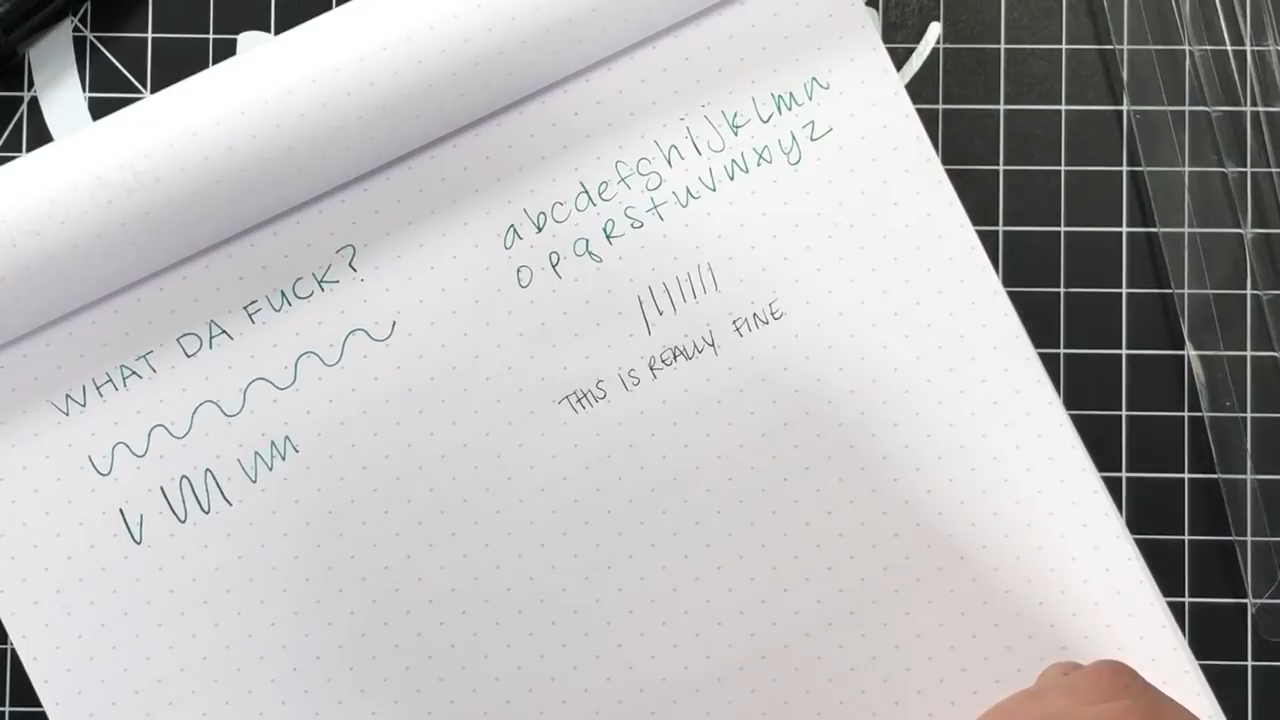 WHAT DA FUCK?
abcdefghijklmn
opqrstuvwxyz
THIS IS REALLY FINE